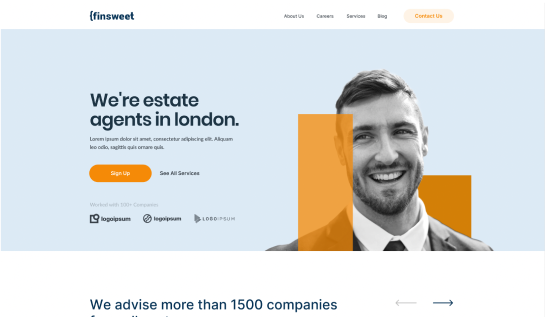 {finsweet
About Us Careers Services Blog Contact Us
We're estate
agents in london.
Lorem ipsum dolor sit amet, consectetur adipiscing elit. Aliquam
leo odio, sagittis quis ornare quis.
Sign Up See All Services
Worked with 100+ Companies
logoipsum logoipsum LOGOIPSUM
We advise more than 1500 companies